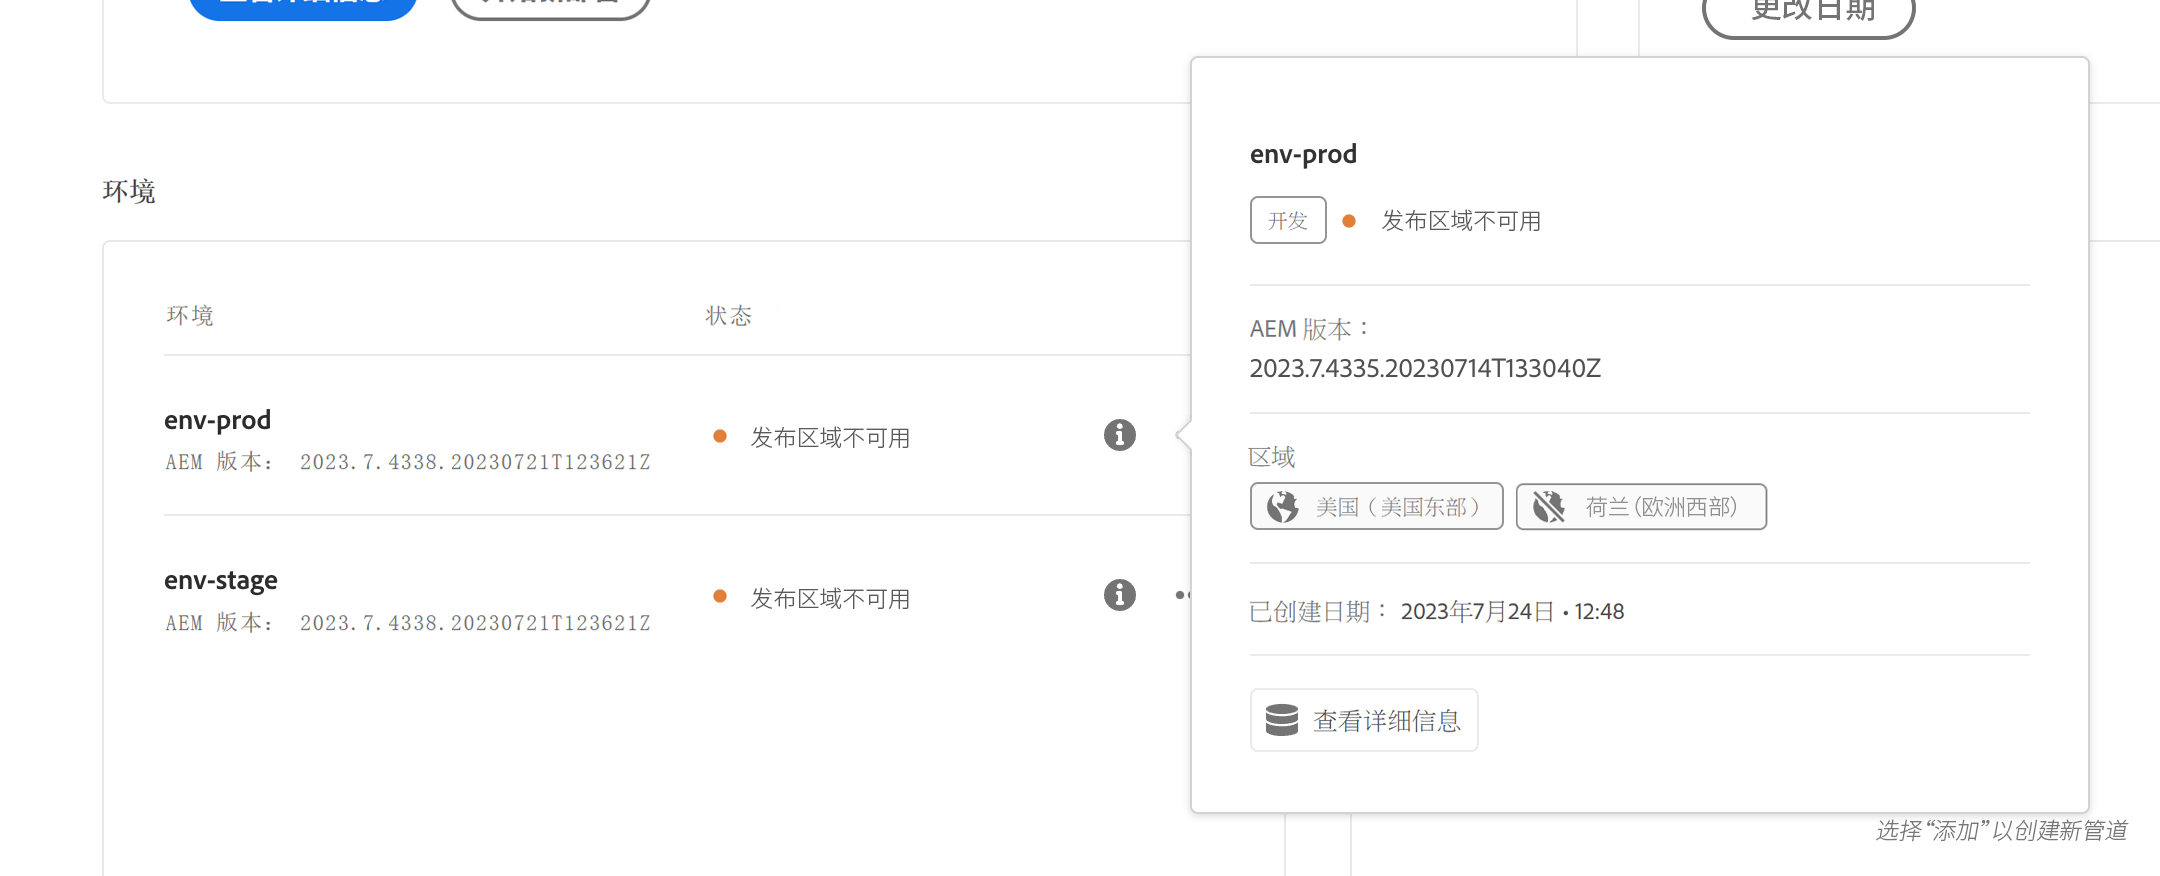 更改日期
环境
环境 状态
env-prod
发布区域不可用
AEM 版本： 2023.7.4338.20230721T123621Z
env-stage
发布区域不可用
AEM 版本： 2023.7.4338.20230721T123621Z
env-prod
开发 发布区域不可用
AEM 版本：
2023.7.4335.20230714T133040Z
区域
美国（美国东部） 荷兰(欧洲西部)
已创建日期： 2023年7月24日 • 12:48
查看详细信息
选择“添加”以创建新管道